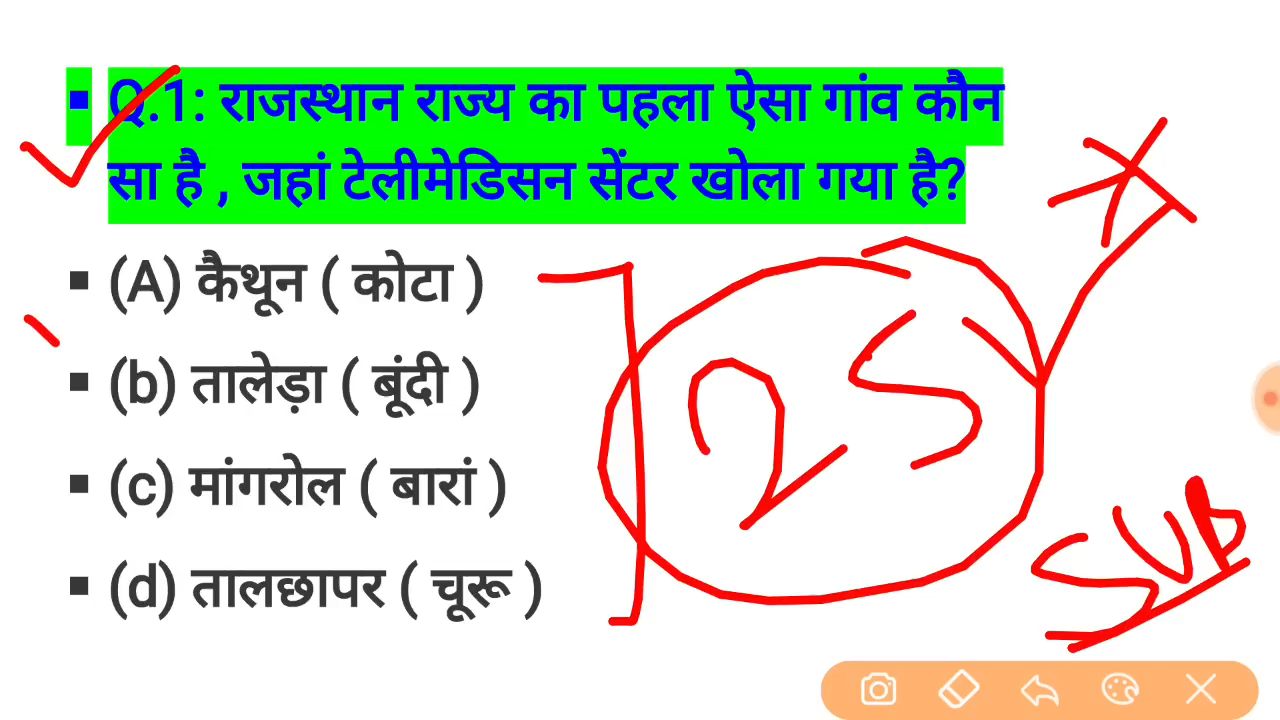 Q.1: राजस्थान राज्य का पहला ऐसा गांव कौन
सा है , जहां टेलीमेडिसन सेंटर खोला गया है?
(A) कैथून ( कोटा )
(b) तालेड़ा ( बूंदी )
(c) मांगरोल ( बारां )
(d) तालछापर ( चूरू )
25
SUB